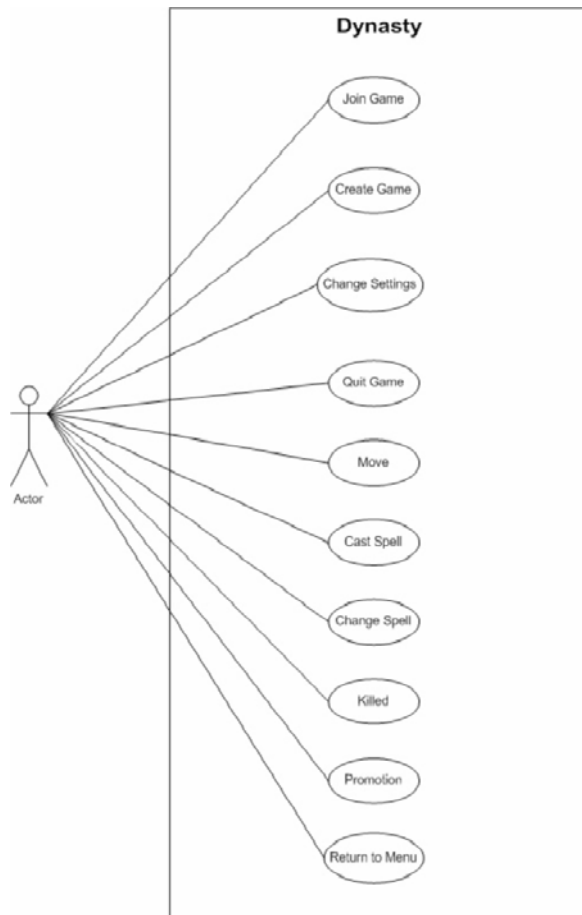 Dynasty
Join Game
Create Game
Change Settings
Quit Game
Move
Actor
Cast Spell
Change Spell
Killed
Promotion
Return to Menu